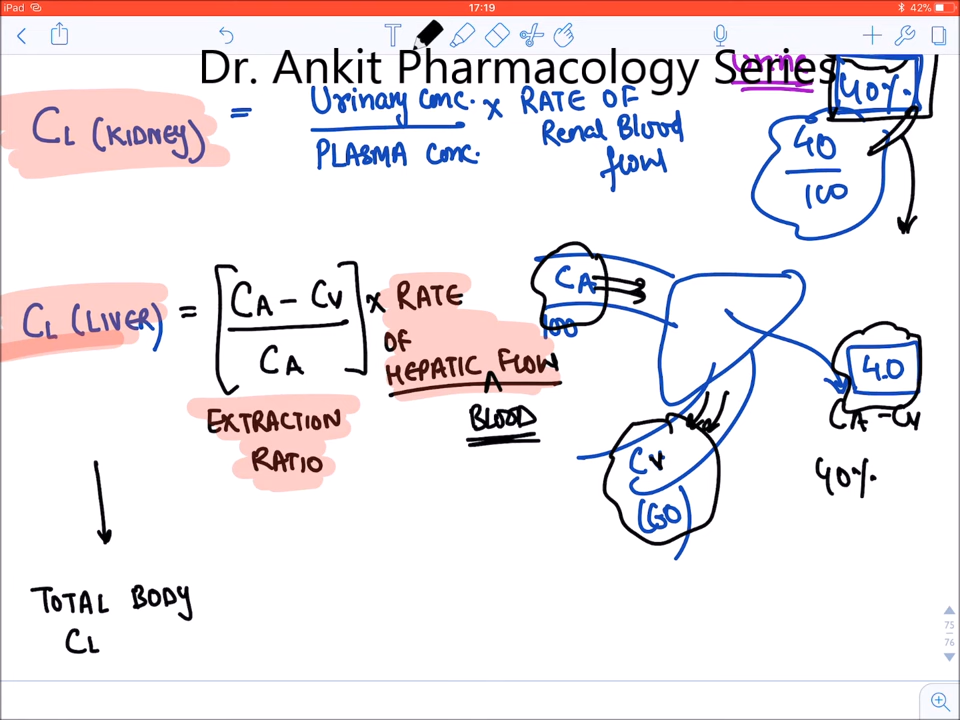 iPad
17:19
42%
T
Dr. Ankit Pharmacology Series
Urine
40%
CL (KIDNEY) = Urinary conc. x RATE OF
PLASMA conc. Renal Blood
flow
40
100
CL (LIVER) = [CA - CV] x RATE
CA OF
HEPATIC ^ FLOW
BLOOD
EXTRACTION
RATIO
CA
100
40
CA - CV
40%
CV
60
TOTAL BODY
CL
75
76